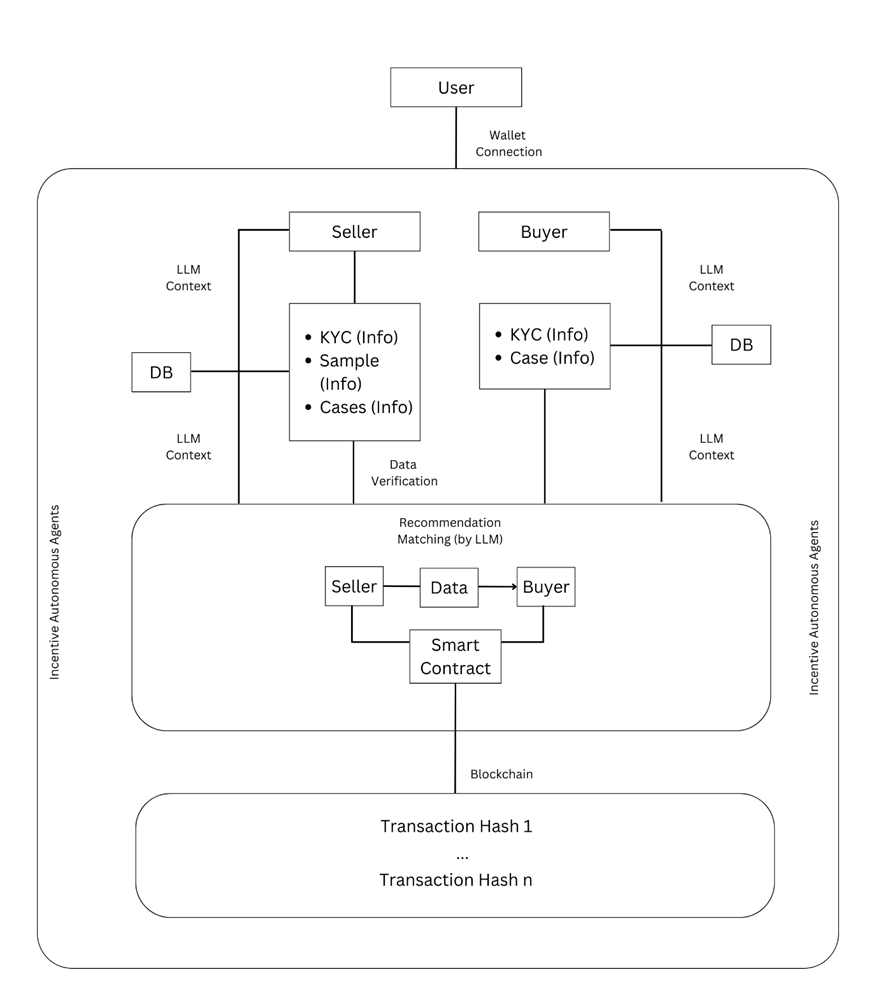 User
Wallet
Connection
Seller
Buyer
LLM
Context
LLM
Context
• KYC (Info)
• Sample
(Info)
• Cases (Info)
• KYC (Info)
• Case (Info)
DB
DB
LLM
Context
LLM
Context
Data
Verification
Incentive Autonomous Agents
Incentive Autonomous Agents
Recommendation
Matching (by LLM)
Seller
Data
Buyer
Smart
Contract
Blockchain
Transaction Hash 1
...
Transaction Hash n